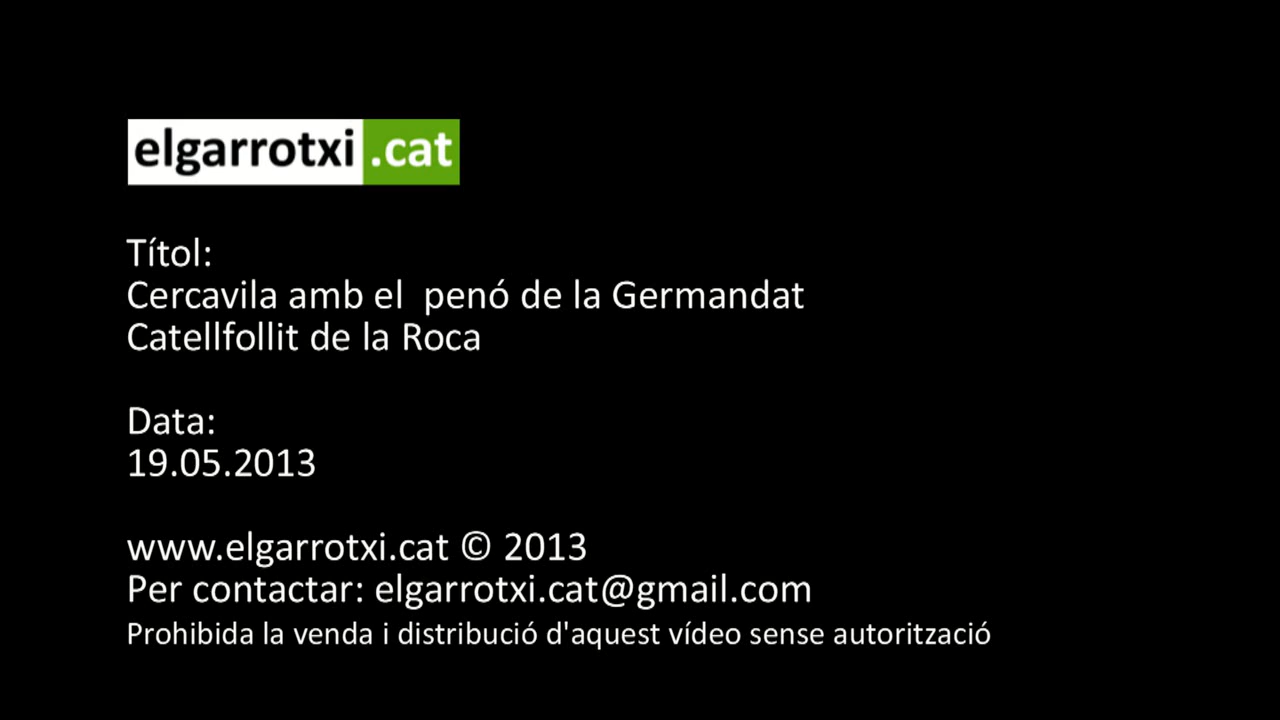 elgarrotxi.cat
Títol:
Cercavila amb el  penó de la Germandat
Catellfollit de la Roca
Data:
19.05.2013
www.elgarrotxi.cat © 2013
Per contactar: elgarrotxi.cat@gmail.com
Prohibida la venda i distribució d'aquest vídeo sense autorització